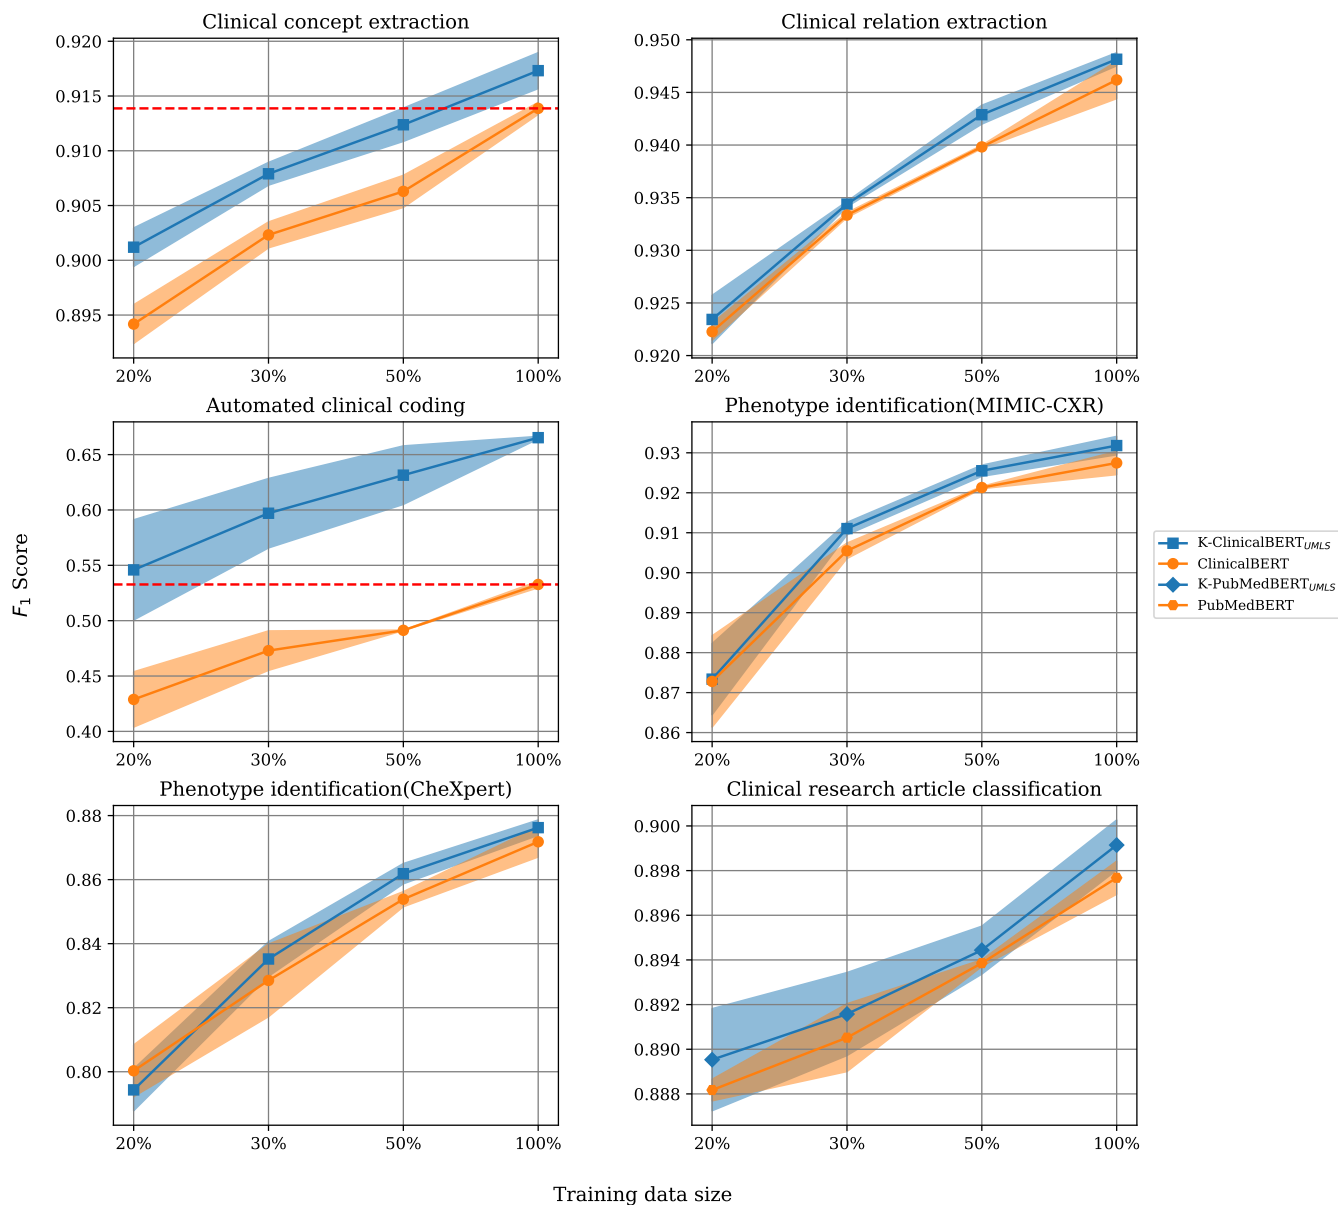 Clinical concept extraction
0.920
0.915
0.910
0.905
0.900
0.895
20% 30% 50% 100%
Clinical relation extraction
0.950
0.945
0.940
0.935
0.930
0.925
0.920
20% 30% 50% 100%
Automated clinical coding
0.65
0.60
0.55
0.50
0.45
0.40
20% 30% 50% 100%
Phenotype identification(MIMIC-CXR)
0.93
0.92
0.91
0.90
0.89
0.88
0.87
0.86
20% 30% 50% 100%
Phenotype identification(CheXpert)
0.88
0.86
0.84
0.82
0.80
20% 30% 50% 100%
Clinical research article classification
0.900
0.898
0.896
0.894
0.892
0.890
0.888
20% 30% 50% 100%
F1 Score
Training data size
K-ClinicalBERTUMLS
ClinicalBERT
K-PubMedBERTUMLS
PubMedBERT